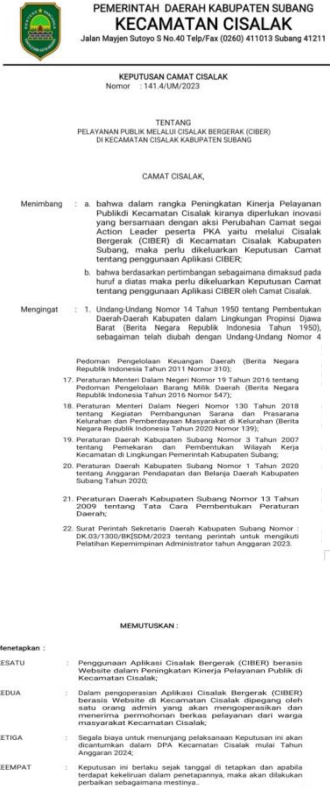 PEMERINTAH DAERAH KABUPATEN SUBANG
KECAMATAN CISALAK
Jalan Mayjen Sutoyo S No.40 Telp/Fax (0260) 411013 Subang 41211
KEPUTUSAN CAMAT CISALAK
Nomor : 141.4/UM/2023
TENTANG
PELAYANAN PUBLIK MELALUI CISALAK BERGERAK (CIBER)
DI KECAMATAN CISALAK KABUPATEN SUBANG
CAMAT CISALAK,
Menimbang : a. bahwa dalam rangka Peningkatan Kinerja Pelayanan
Publikdi Kecamatan Cisalak kiranya diperlukan inovasi
yang bersamaan dengan aksi Perubahan Camat segai
Action Leader peserta PKA yaitu melalui Cisalak
Bergerak (CIBER) di Kecamatan Cisalak Kabupaten
Subang, maka perlu dikeluarkan Keputusan Camat
tentang penggunaan Aplikasi CIBER;
b. bahwa berdasarkan pertimbangan sebagaimana dimaksud pada
huruf a diatas maka perlu dikeluarkan Keputusan Camat
tentang penggunaan Aplikasi CIBER oleh Camat Cisalak.
Mengingat : 1. Undang-Undang Nomor 14 Tahun 1950 tentang Pembentukan
Daerah-Daerah Kabupaten dalam Lingkungan Propinsi Djawa
Barat (Berita Negara Republik Indonesia Tahun 1950),
sebagaimana telah diubah dengan Undang-Undang Nomor 4
Pedoman Pengelolaan Keuangan Daerah (Berita Negara
Republik Indonesia Tahun 2011 Nomor 310);
17. Peraturan Menteri Dalam Negeri Nomor 19 Tahun 2016 tentang
Pedoman Pengelolaan Barang Milik Daerah (Berita Negara
Republik Indonesia Tahun 2016 Nomor 547);
18. Peraturan Menteri Dalam Negeri Nomor 130 Tahun 2018
tentang Kegiatan Pembangunan Sarana dan Prasarana
Kelurahan dan Pemberdayaan Masyarakat di Kelurahan (Berita
Negara Republik Indonesia Tahun 2020 Nomor 139);
19. Peraturan Daerah Kabupaten Subang Nomor 3 Tahun 2007
tentang Pemekaran dan Pembentukan Wilayah Kerja
Kecamatan di Lingkungan Pemerintah Kabupaten Subang;
20. Peraturan Daerah Kabupaten Subang Nomor 1 Tahun 2020
tentang Anggaran Pendapatan dan Belanja Daerah Kabupaten
Subang Tahun 2020;
21. Peraturan Daerah Kabupaten Subang Nomor 13 Tahun
2009 tentang Tata Cara Pembentukan Peraturan
Daerah;
22. Surat Perintah Sekretaris Daerah Kabupaten Subang Nomor :
DK.03/1300/BK[SDM/2023 tentang perintah untuk mengikuti
Pelatihan Kepemimpinan Administrator tahun Anggaran 2023.
MEMUTUSKAN :
Menetapkan :
KESATU : Penggunaan Aplikasi Cisalak Bergerak (CIBER) berasis
Website dalam Peningkatan Kinerja Pelayanan Publik di
Kecamatan Cisalak;
EDUA : Dalam pengoperasian Aplikasi Cisalak Bergerak (CIBER)
berasis Website di Kecamatan Cisalak dipegang oleh
satu orang admin yang akan mengoperasikan dan
menerima permohonan berkas pelayanan dari warga
masyarakat Kecamatan Cisalak;
ETIGA : Segala biaya untuk menunjang pelaksanaan Keputusan ini akan
dicantumkan dalam DPA Kecamatan Cisalak mulai Tahun
Anggaran 2024;
EEMPAT : Keputusan ini berlaku sejak tanggal di tetapkan dan apabila
terdapat kekeliruan dalam penetapannya, maka akan dilakukan
perbaikan sebagaimana mestinya..